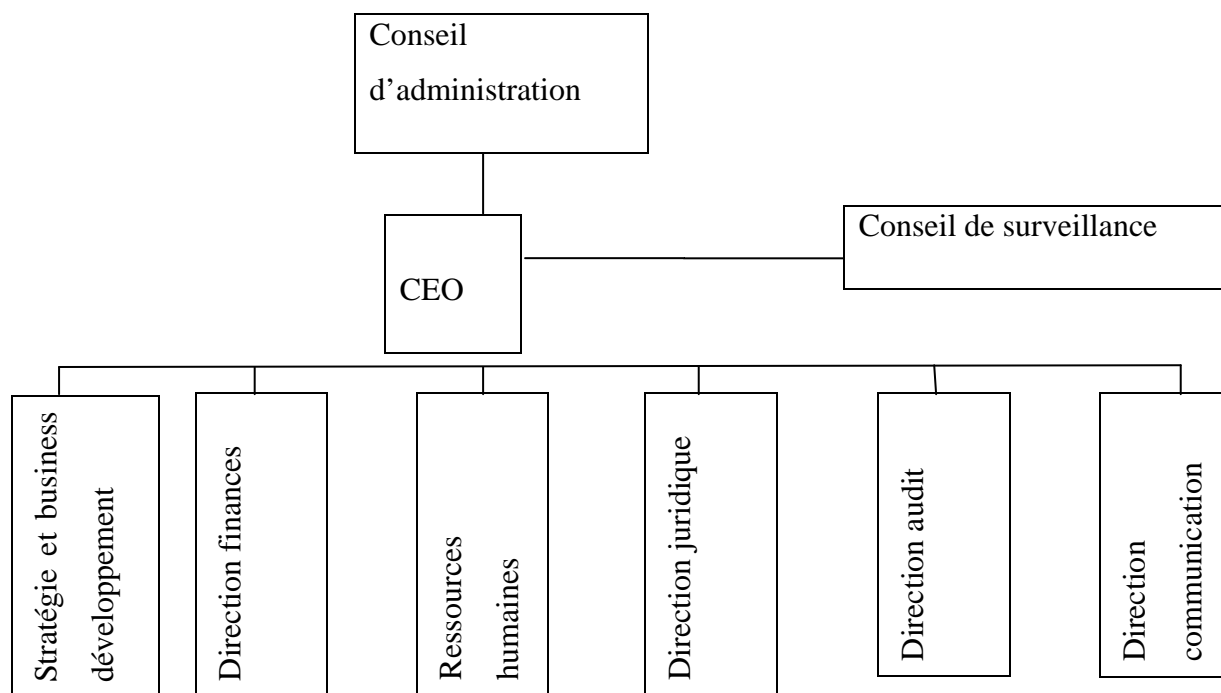 Conseil
d’administration
Conseil de surveillance
CEO
Stratégie et business
développement
Direction finances
Ressources
humaines
Direction juridique
Direction audit
Direction
communication